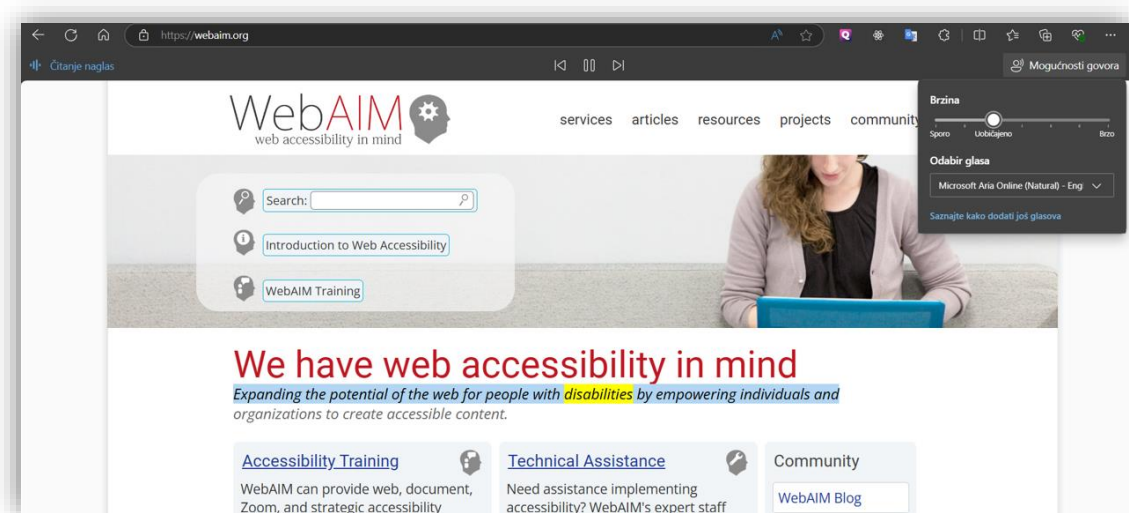 https://webaim.org
Čitanje naglas
Mogućnosti govora
Brzina
Sporo Uobičajeno Brzo
Odabir glasa
Microsoft Aria Online (Natural) - Eng
Saznajte kako dodati još glasova
WebAIM
web accessibility in mind
services articles resources projects community
Search:
Introduction to Web Accessibility
WebAIM Training
We have web accessibility in mind
Expanding the potential of the web for people with disabilities by empowering individuals and
organizations to create accessible content.
Accessibility Training
WebAIM can provide web, document,
Zoom, and strategic accessibility
Technical Assistance
Need assistance implementing
accessibility? WebAIM's expert staff
Community
WebAIM Blog